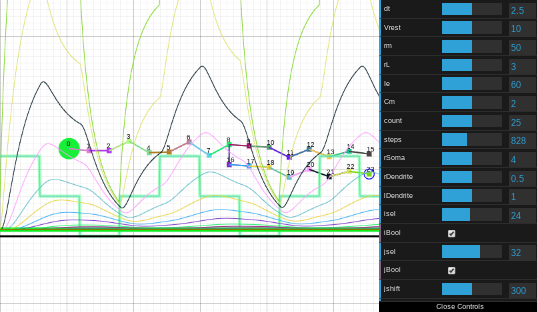 dt 2.5
Vrest 10
rm 50
rL 3
Ie 60
Cm 2
count 25
steps 828
rSoma 4
rDendrite 0.5
lDendrite 1
isel 24
iBool
jsel 32
jBool
jshift 300
Close Controls
0 1 2 3 4 5 6 7 8 9 10 11 12 13 14 15
16 17 18 19 20 21 22 23